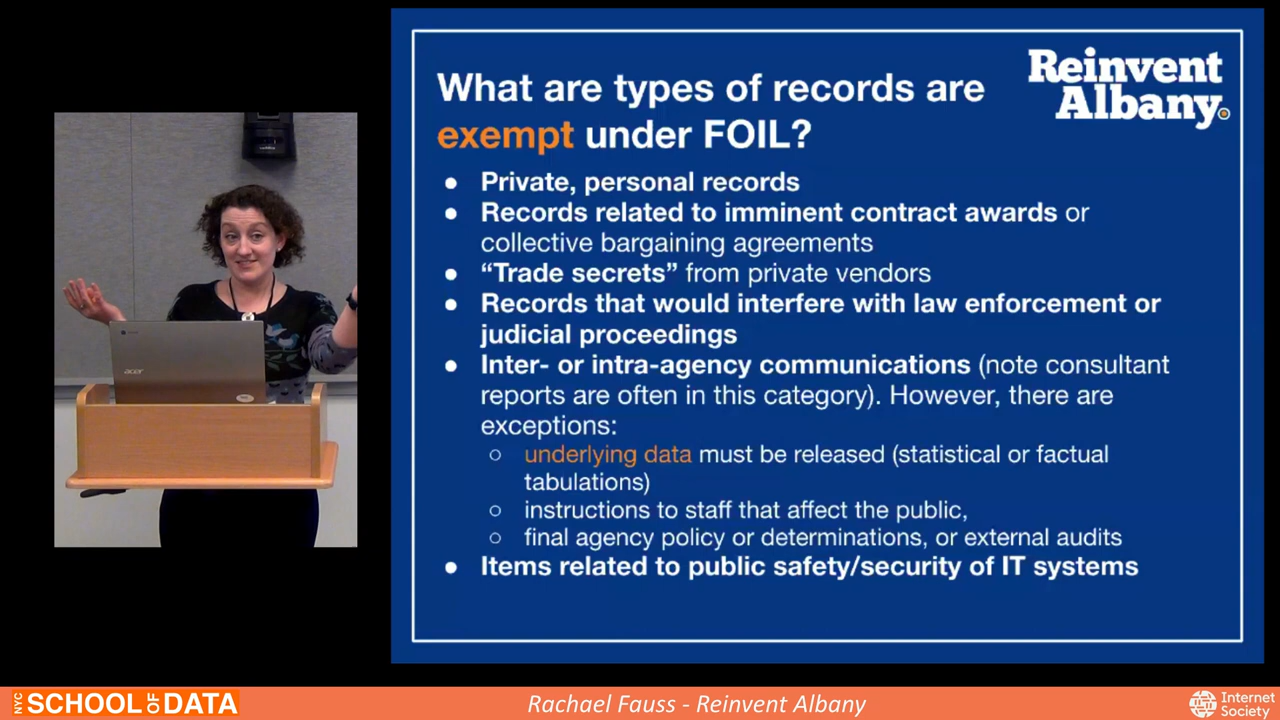 What are types of records are
exempt under FOIL?
Reinvent
Albany
● Private, personal records
● Records related to imminent contract awards or
collective bargaining agreements
● “Trade secrets” from private vendors
● Records that would interfere with law enforcement or
judicial proceedings
● Inter- or intra-agency communications (note consultant
reports are often in this category). However, there are
exceptions:
○ underlying data must be released (statistical or factual
tabulations)
○ instructions to staff that affect the public,
○ final agency policy or determinations, or external audits
● Items related to public safety/security of IT systems
acer
NYC SCHOOL OF DATA
Rachael Fauss - Reinvent Albany
Internet
Society